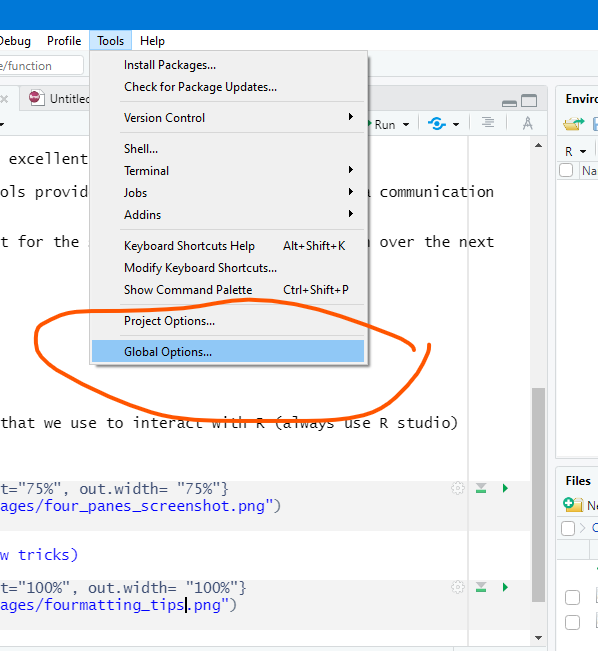 Debug Profile Tools Help
e/function
Install Packages...
Check for Package Updates...
Version Control
Shell...
Terminal
Jobs
Addins
Keyboard Shortcuts Help Alt+Shift+K
Modify Keyboard Shortcuts...
Show Command Palette Ctrl+Shift+P
Project Options...
Global Options...
Untitled
Run
excellent
ols provid communication
t for the over the next
that we use to interact with R (always use R studio)
t="75%", out.width= "75%"}
ages/four_panes_screenshot.png")
w tricks)
t="100%", out.width= "100%"}
ages/fourmatting_tips.png")
Enviro
R
Na
Files
Ne